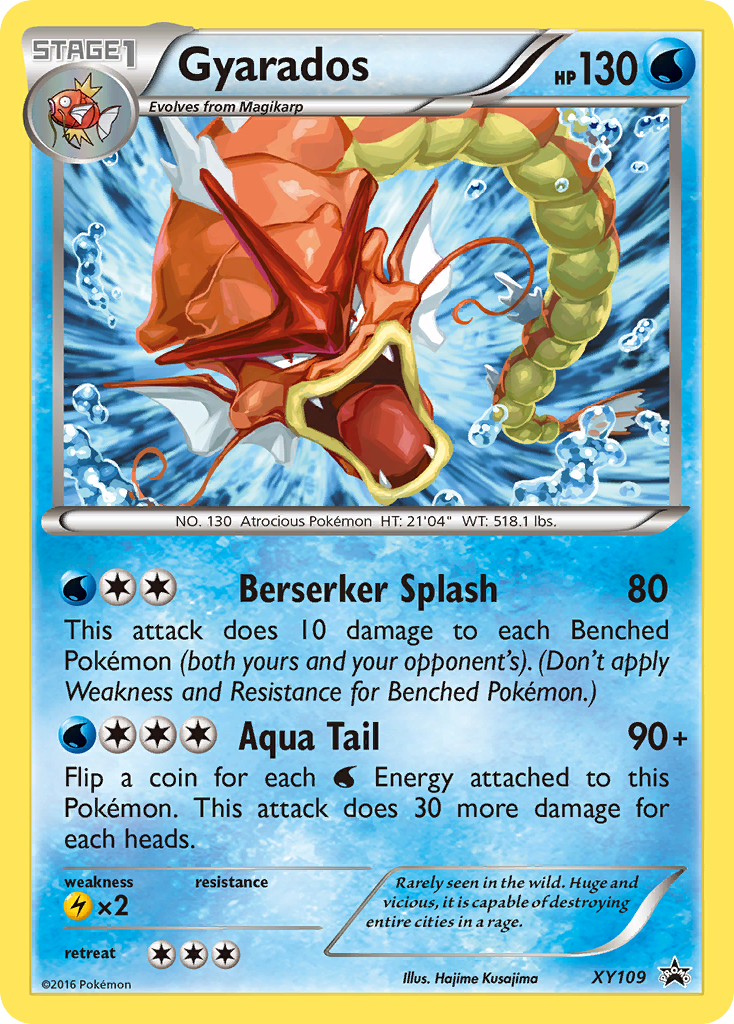 STAGE1
Gyarados
HP130
Evolves from Magikarp
NO. 130 Atrocious Pokémon HT: 21'04" WT: 518.1 lbs.
Berserker Splash 80
This attack does 10 damage to each Benched
Pokémon (both yours and your opponent's). (Don't apply
Weakness and Resistance for Benched Pokémon.)
Aqua Tail 90+
Flip a coin for each Energy attached to this
Pokémon. This attack does 30 more damage for
each heads.
weakness resistance
×2
retreat
Rarely seen in the wild. Huge and
vicious, it is capable of destroying
entire cities in a rage.
©2016 Pokémon
Illus. Hajime Kusajima
XY109
PROMO